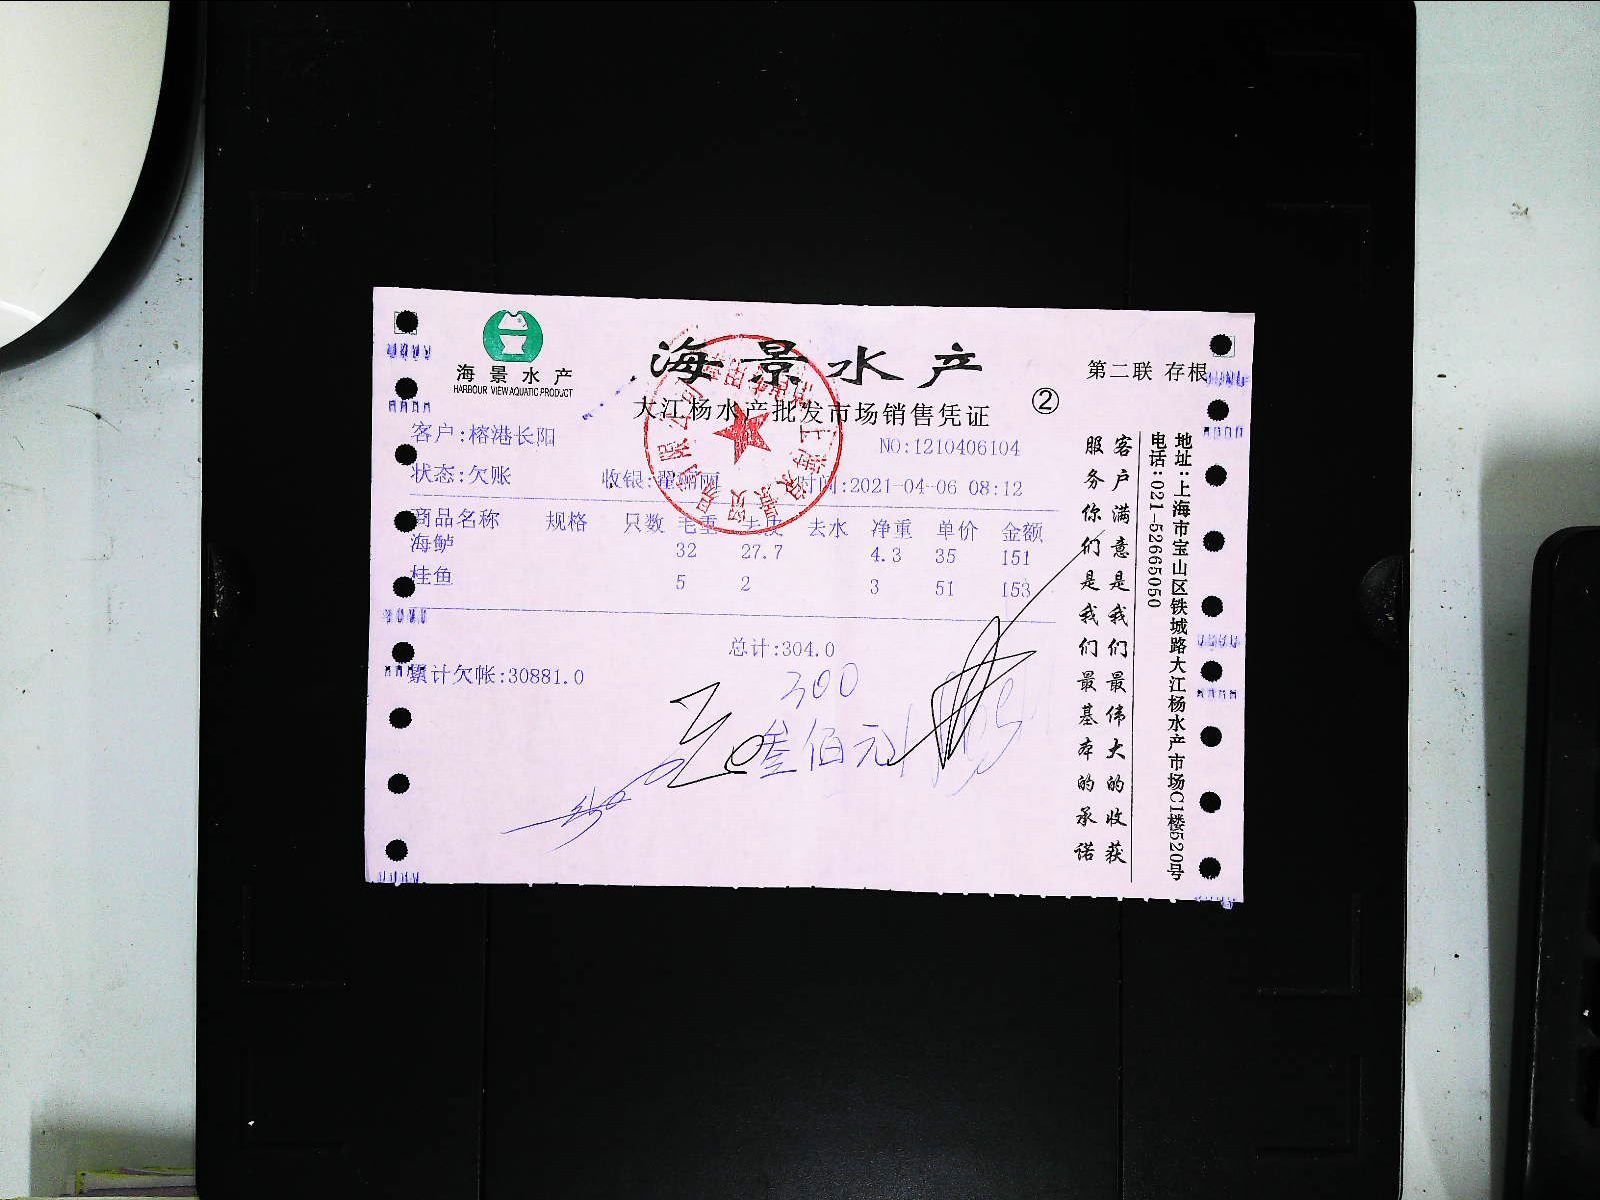 海景水产
HARBOUR VIEW AQUATIC PRODUCT
海景水产
大江杨水产批发市场销售凭证
②
第二联 存根
客户:榕港长阳
NO:1210406104
状态:欠账 收银:翟丽丽 时间:2021-04-06 08:12
商品名称 规格 只数 毛重 去皮 去水 净重 单价 金额
海鲈 32 27.7 4.3 35 151
桂鱼 5 2 3 51 153
总计:304.0
累计欠帐:30881.0
300
叁佰元
客户满意是我们最伟大的收获
服务你们是我们最基本的承诺
地址:上海市宝山区铁城路大江杨水产市场C1楼520号
电话:021-52665050